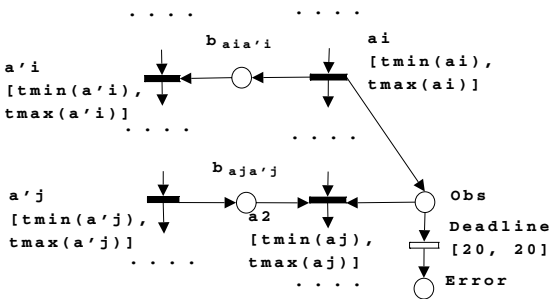 . . . .
. . . .
b aia'i
ai
[tmin(ai),
tmax(ai)]
a'i
[tmin(a'i),
tmax(a'i)]
. . . .
. . . .
b aja'j
a'j
[tmin(a'j),
tmax(a'j)]
a2
[tmin(aj),
tmax(aj)]
Obs
Deadline
[20, 20]
Error
. . . .
. . . .